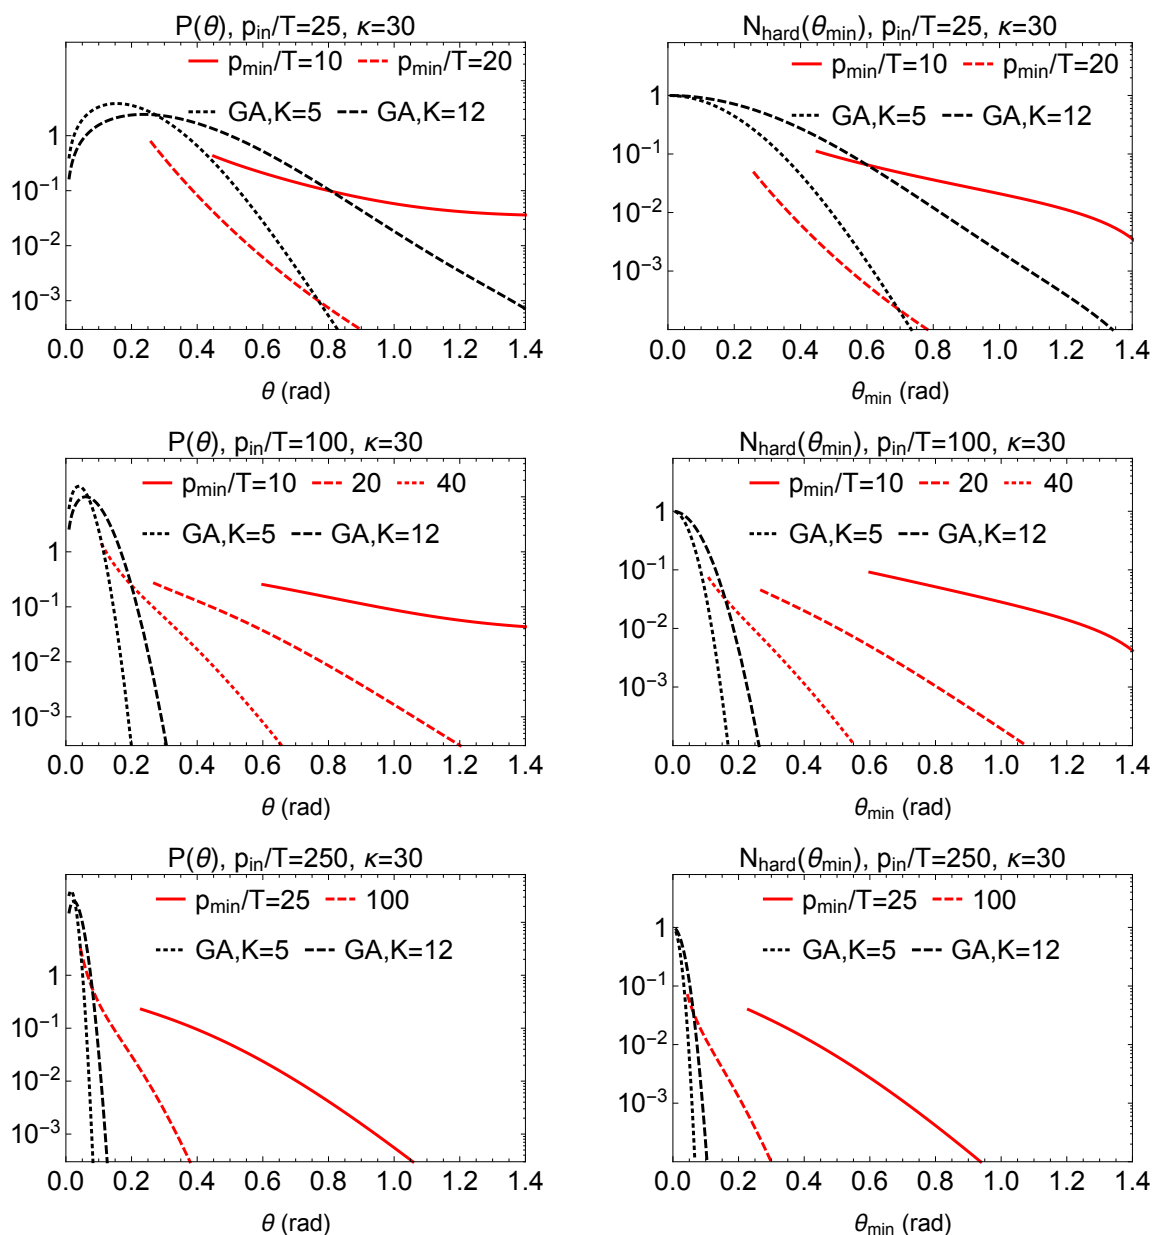 P(θ), p_in/T=25, κ=30
p_min/T=10 p_min/T=20
GA,K=5 GA,K=12
1
10^-1
10^-2
10^-3
0.0 0.2 0.4 0.6 0.8 1.0 1.2 1.4
θ (rad)
N_hard(θ_min), p_in/T=25, κ=30
p_min/T=10 p_min/T=20
GA,K=5 GA,K=12
1
10^-1
10^-2
10^-3
0.0 0.2 0.4 0.6 0.8 1.0 1.2 1.4
θ_min (rad)
P(θ), p_in/T=100, κ=30
p_min/T=10 20 40
GA,K=5 GA,K=12
1
10^-1
10^-2
10^-3
0.0 0.2 0.4 0.6 0.8 1.0 1.2 1.4
θ (rad)
N_hard(θ_min), p_in/T=100, κ=30
p_min/T=10 20 40
GA,K=5 GA,K=12
1
10^-1
10^-2
10^-3
0.0 0.2 0.4 0.6 0.8 1.0 1.2 1.4
θ_min (rad)
P(θ), p_in/T=250, κ=30
p_min/T=25 100
GA,K=5 GA,K=12
1
10^-1
10^-2
10^-3
0.0 0.2 0.4 0.6 0.8 1.0 1.2 1.4
θ (rad)
N_hard(θ_min), p_in/T=250, κ=30
p_min/T=25 100
GA,K=5 GA,K=12
1
10^-1
10^-2
10^-3
0.0 0.2 0.4 0.6 0.8 1.0 1.2 1.4
θ_min (rad)